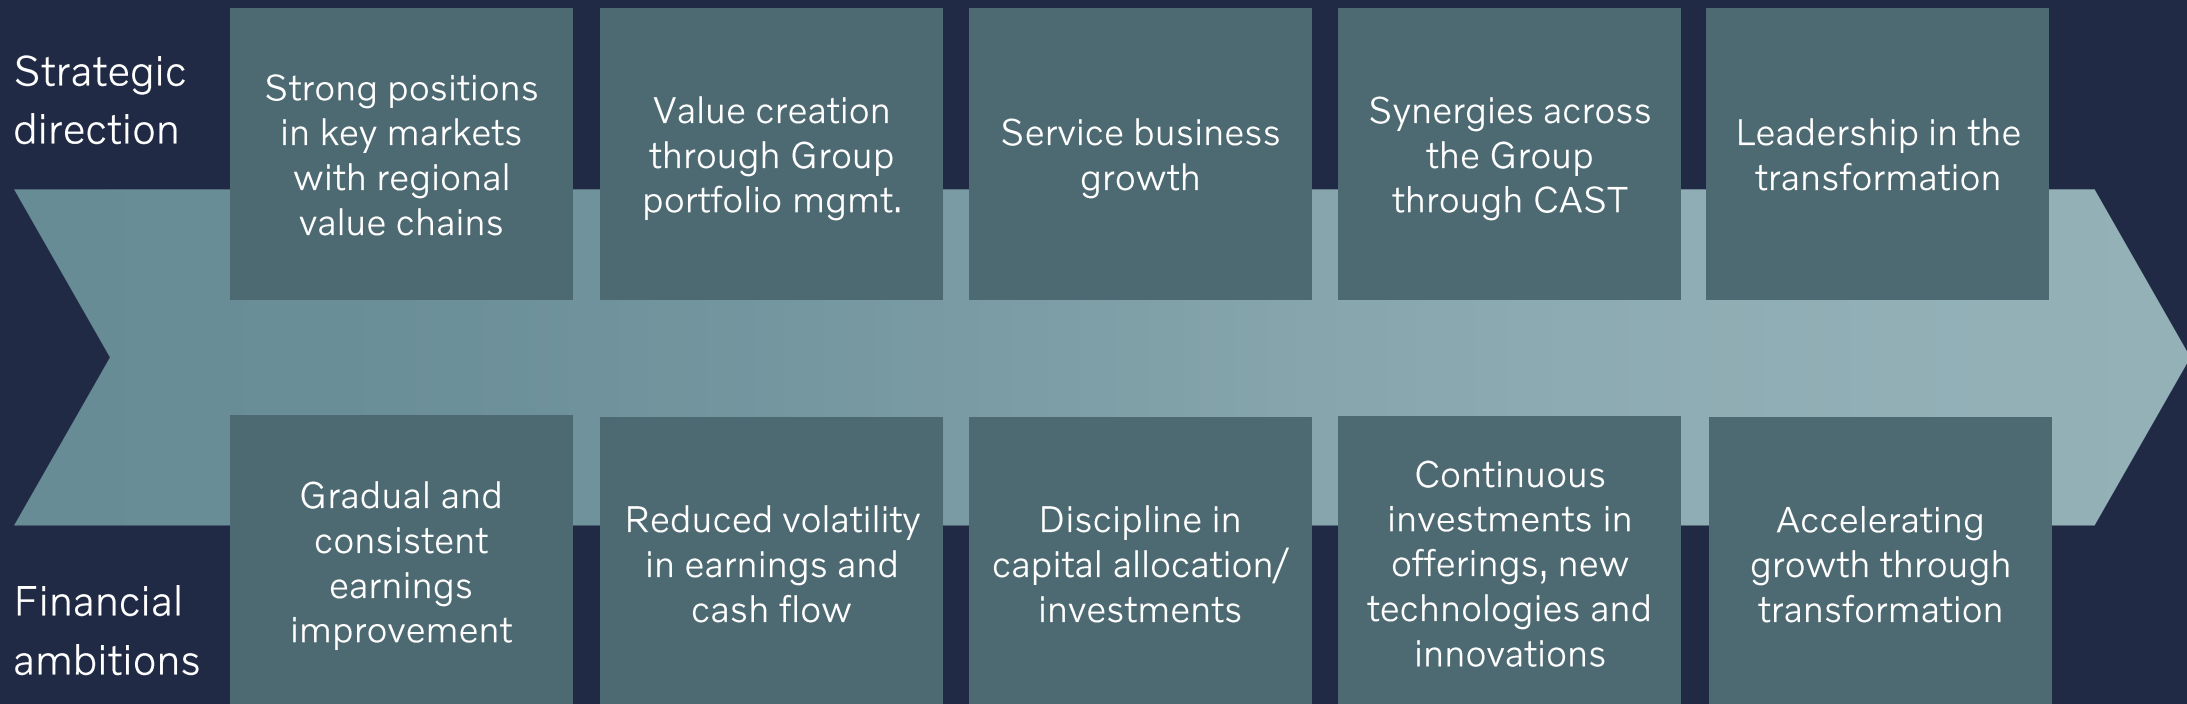 Strategic
direction
Strong positions
in key markets
with regional
value chains
Value creation
through Group
portfolio mgmt.
Service business
growth
Synergies across
the Group
through CAST
Leadership in the
transformation
Financial
ambitions
Gradual and
consistent
earnings
improvement
Reduced volatility
in earnings and
cash flow
Discipline in
capital allocation/
investments
Continuous
investments in
offerings, new
technologies and
innovations
Accelerating
growth through
transformation